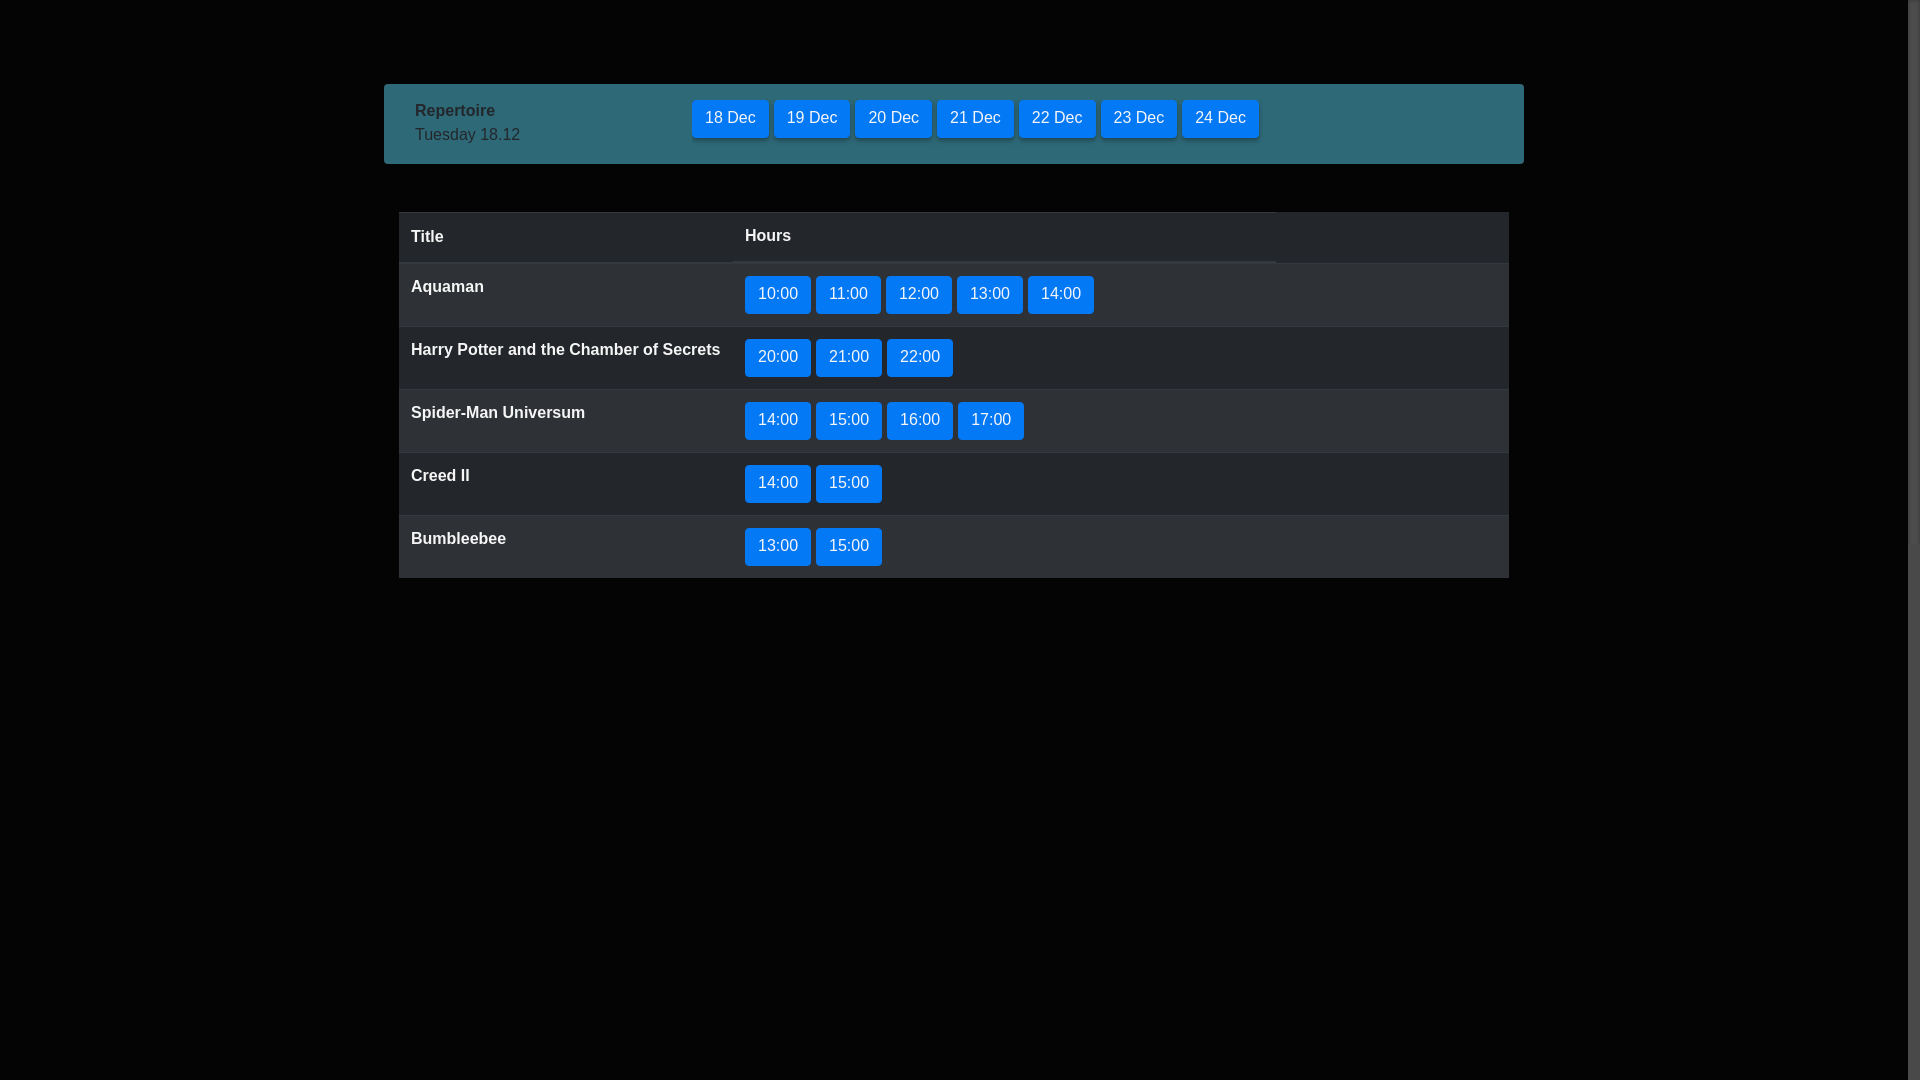 Repertoire
Tuesday 18.12
18 Dec 19 Dec 20 Dec 21 Dec 22 Dec 23 Dec 24 Dec
Title Hours
Aquaman 10:00 11:00 12:00 13:00 14:00
Harry Potter and the Chamber of Secrets 20:00 21:00 22:00
Spider-Man Universum 14:00 15:00 16:00 17:00
Creed II 14:00 15:00
Bumbleebee 13:00 15:00